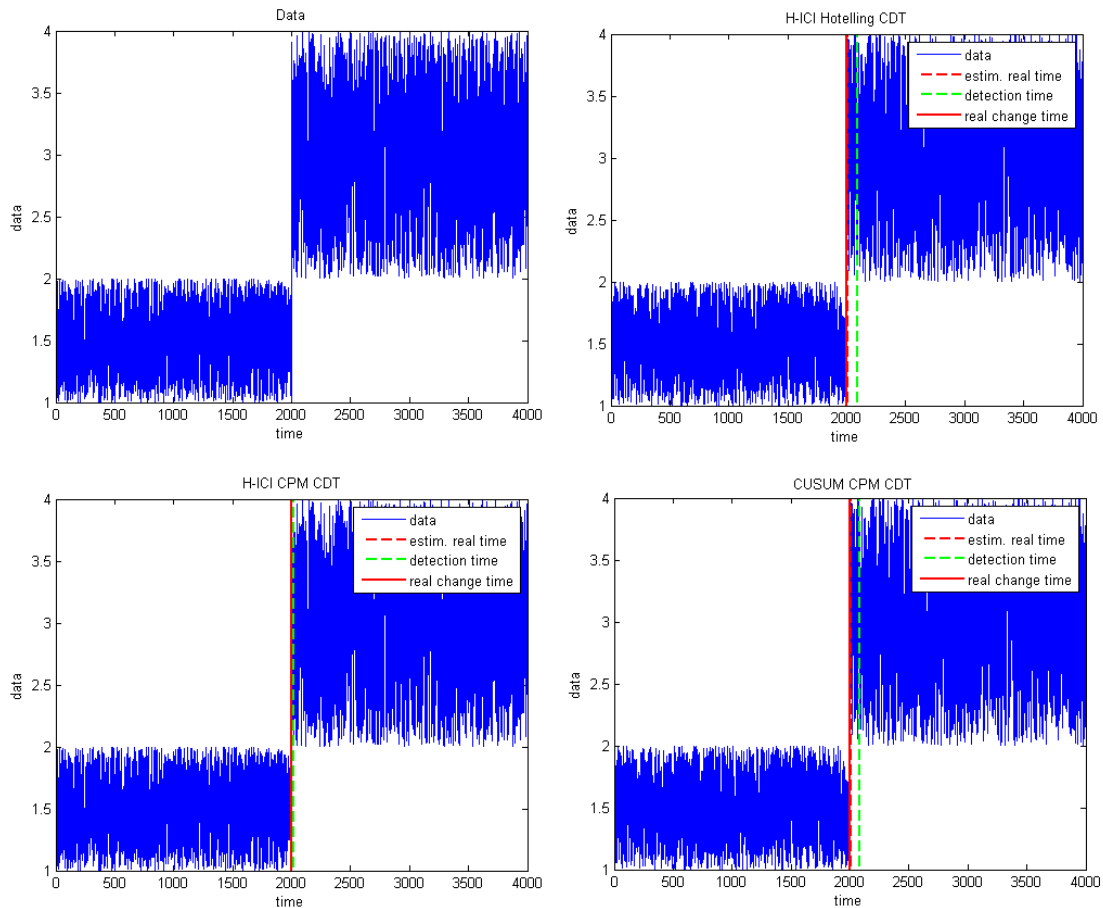 Data
4
3.5
3
2.5
2
1.5
1
data
0 500 1000 1500 2000 2500 3000 3500 4000
time
H-ICI Hotelling CDT
4
3.5
3
2.5
2
1.5
1
data
data
estim. real time
detection time
real change time
0 500 1000 1500 2000 2500 3000 3500 4000
time
H-ICI CPM CDT
4
3.5
3
2.5
2
1.5
1
data
data
estim. real time
detection time
real change time
0 500 1000 1500 2000 2500 3000 3500 4000
time
CUSUM CPM CDT
4
3.5
3
2.5
2
1.5
1
data
data
estim. real time
detection time
real change time
0 500 1000 1500 2000 2500 3000 3500 4000
time